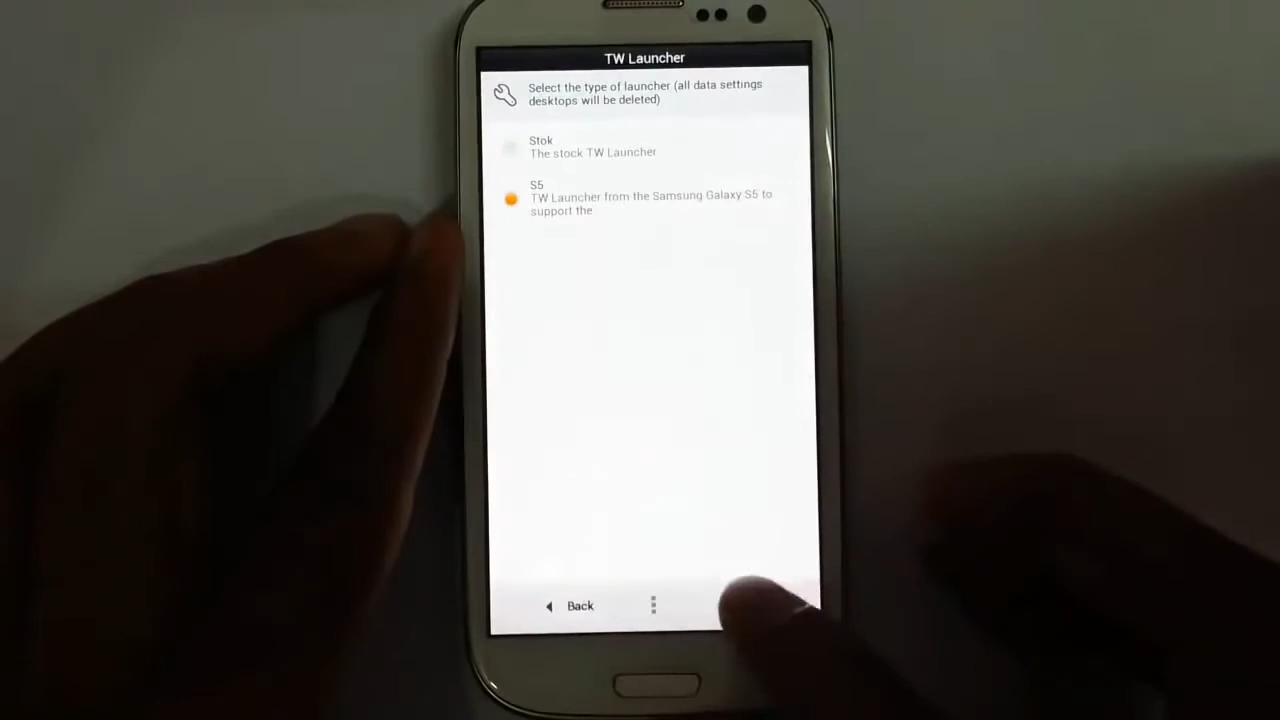 TW Launcher
Select the type of launcher (all data settings
desktops will be deleted)
Stok
The stock TW Launcher
S5
TW Launcher from the Samsung Galaxy S5 to
support the
Back